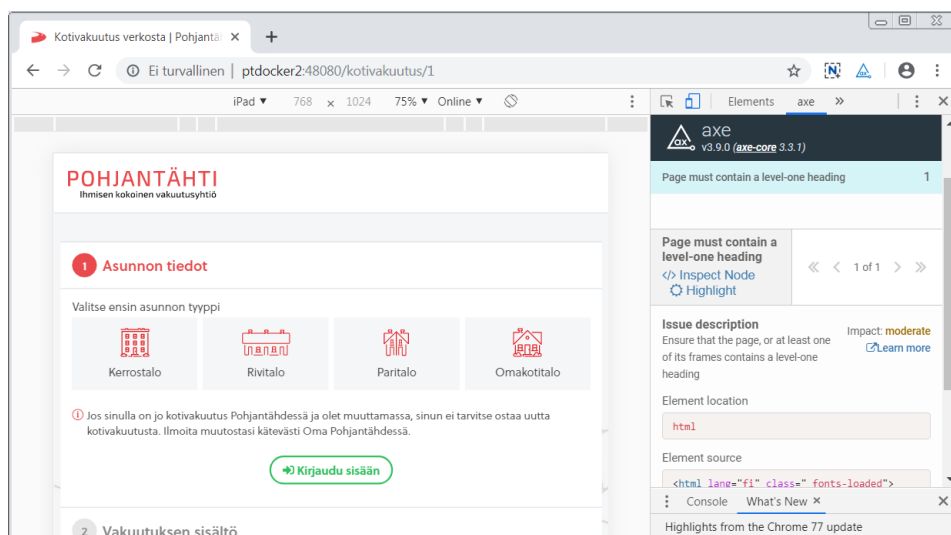 Kotivakuutus verkosta | Pohjantä
Ei turvallinen | ptdocker2:48080/kotivakuutus/1
iPad 768 x 1024 75% Online
Elements axe
POHJANTÄHTI
Ihmisen kokoinen vakuutusyhtiö
1 Asunnon tiedot
Valitse ensin asunnon tyyppi
Kerrostalo Rivitalo Paritalo Omakotitalo
Jos sinulla on jo kotivakuutus Pohjantähdessä ja olet muuttamassa, sinun ei tarvitse ostaa uutta
kotivakuutusta. Ilmoita muutostasi kätevästi Oma Pohjantähdessä.
Kirjaudu sisään
2 Vakuutuksen sisältö
axe
v3.9.0 (axe-core 3.3.1)
Page must contain a level-one heading 1
Page must contain a
level-one heading
</> Inspect Node
Highlight
1 of 1
Issue description
Ensure that the page, or at least one
of its frames contains a level-one
heading
Impact: moderate
Learn more
Element location
html
Element source
<html lang="fi" class=" fonts-loaded">
Console What's New
Highlights from the Chrome 77 update